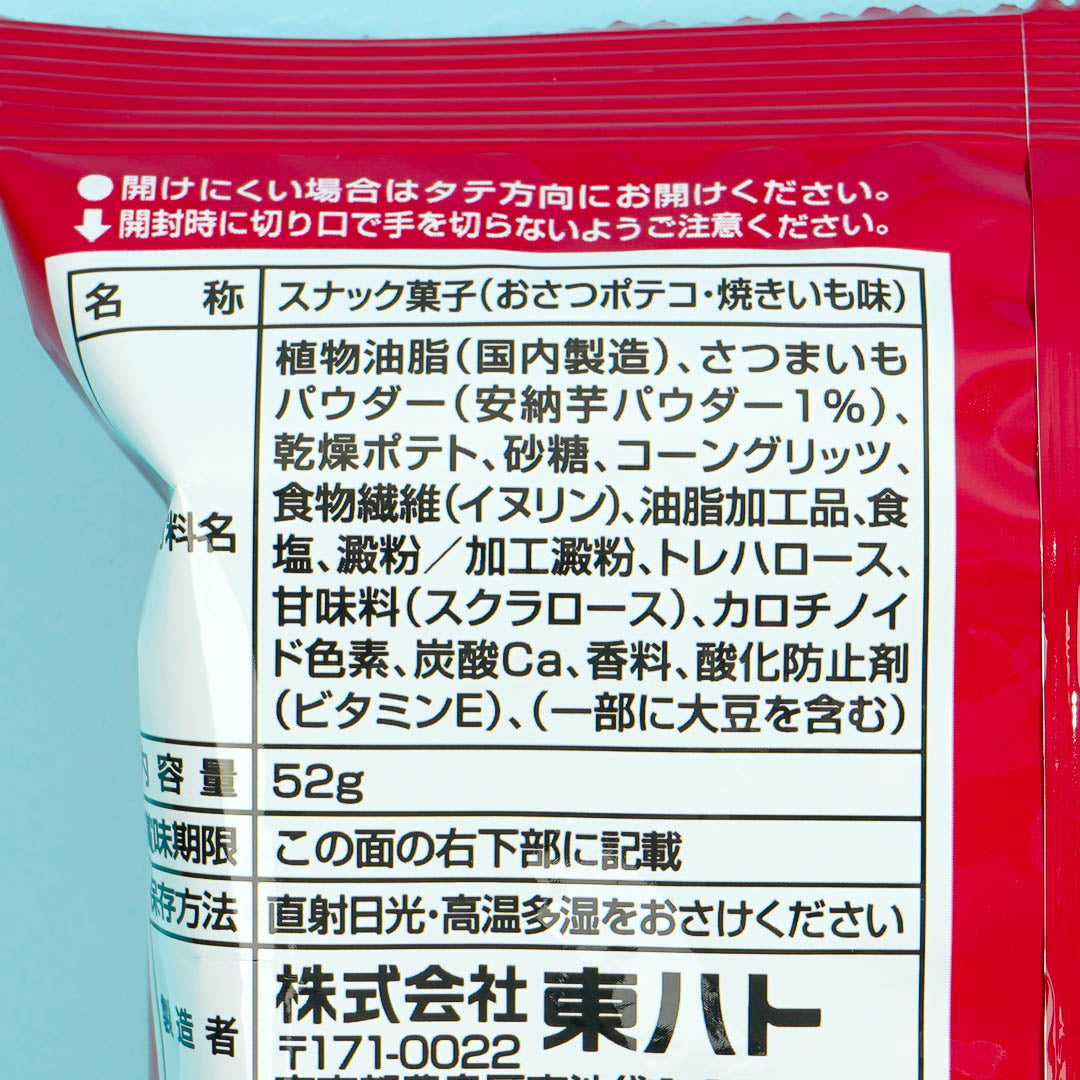 ●開けにくい場合はタテ方向にお開けください。
⬇開封時に切り口で手を切らないようご注意ください。
名称 スナック菓子(おさつポテコ・焼きいも味)
植物油脂(国内製造)、さつまいも
パウダー(安納芋パウダー1%)、
乾燥ポテト、砂糖、コーングリッツ、
料名 食物繊維(イヌリン)、油脂加工品、食
塩、澱粉/加工澱粉、トレハロース、
甘味料(スクラロース)、カロチノイ
ド色素、炭酸Ca、香料、酸化防止剤
(ビタミンE)、(一部に大豆を含む)
内容量 52g
味期限 この面の右下部に記載
保存方法 直射日光・高温多湿をおさけください
製造者 株式会社東ハト
〒171-0022